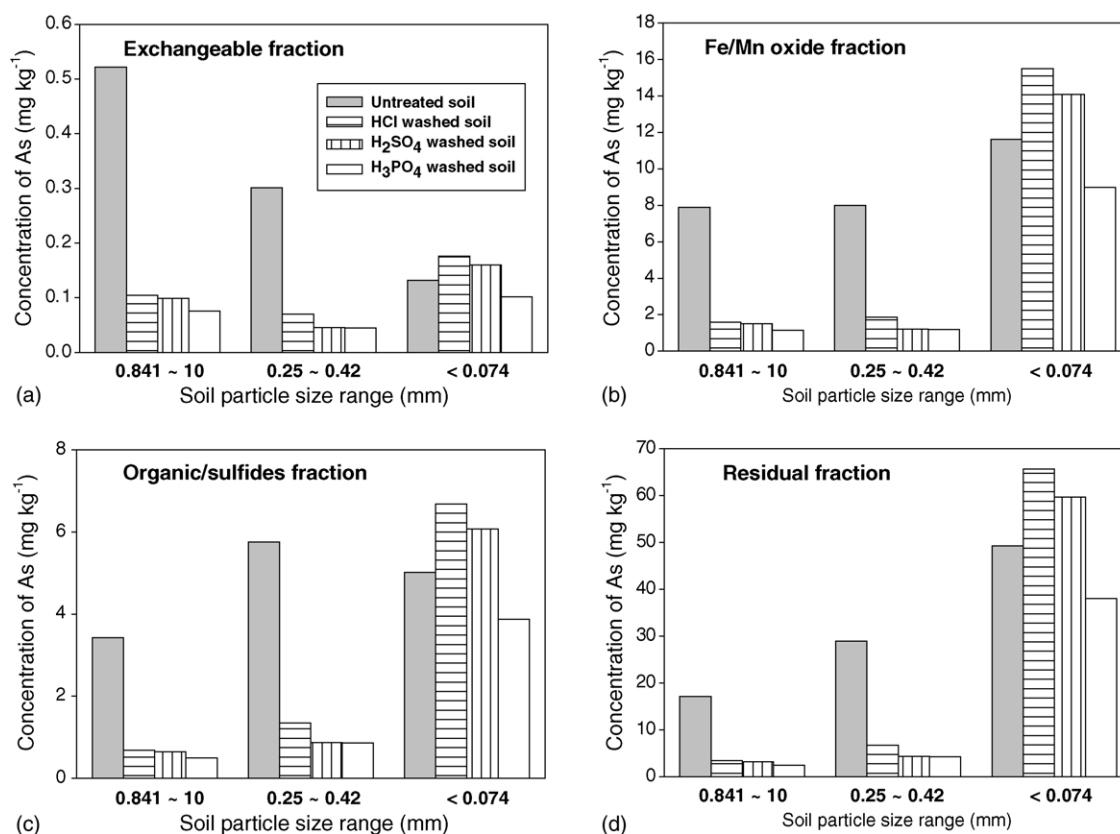 Exchangeable fraction
Untreated soil
HCl washed soil
H₂SO₄ washed soil
H₃PO₄ washed soil
Concentration of As (mg kg⁻¹)
0.6
0.5
0.3
0.2
0.1
0.0
0.841 ~ 10 0.25 ~ 0.42 < 0.074
(a) Soil particle size range (mm)
Fe/Mn oxide fraction
Concentration of As (mg kg⁻¹)
18
16
14
12
10
8
6
4
2
0
0.841 ~ 10 0.25 ~ 0.42 < 0.074
(b) Soil particle size range (mm)
Organic/sulfides fraction
Concentration of As (mg kg⁻¹)
8
6
4
2
0
0.841 ~ 10 0.25 ~ 0.42 < 0.074
(c) Soil particle size range (mm)
Residual fraction
Concentration of As (mg kg⁻¹)
70
60
50
40
30
20
10
0
0.841 ~ 10 0.25 ~ 0.42 < 0.074
(d) Soil particle size range (mm)